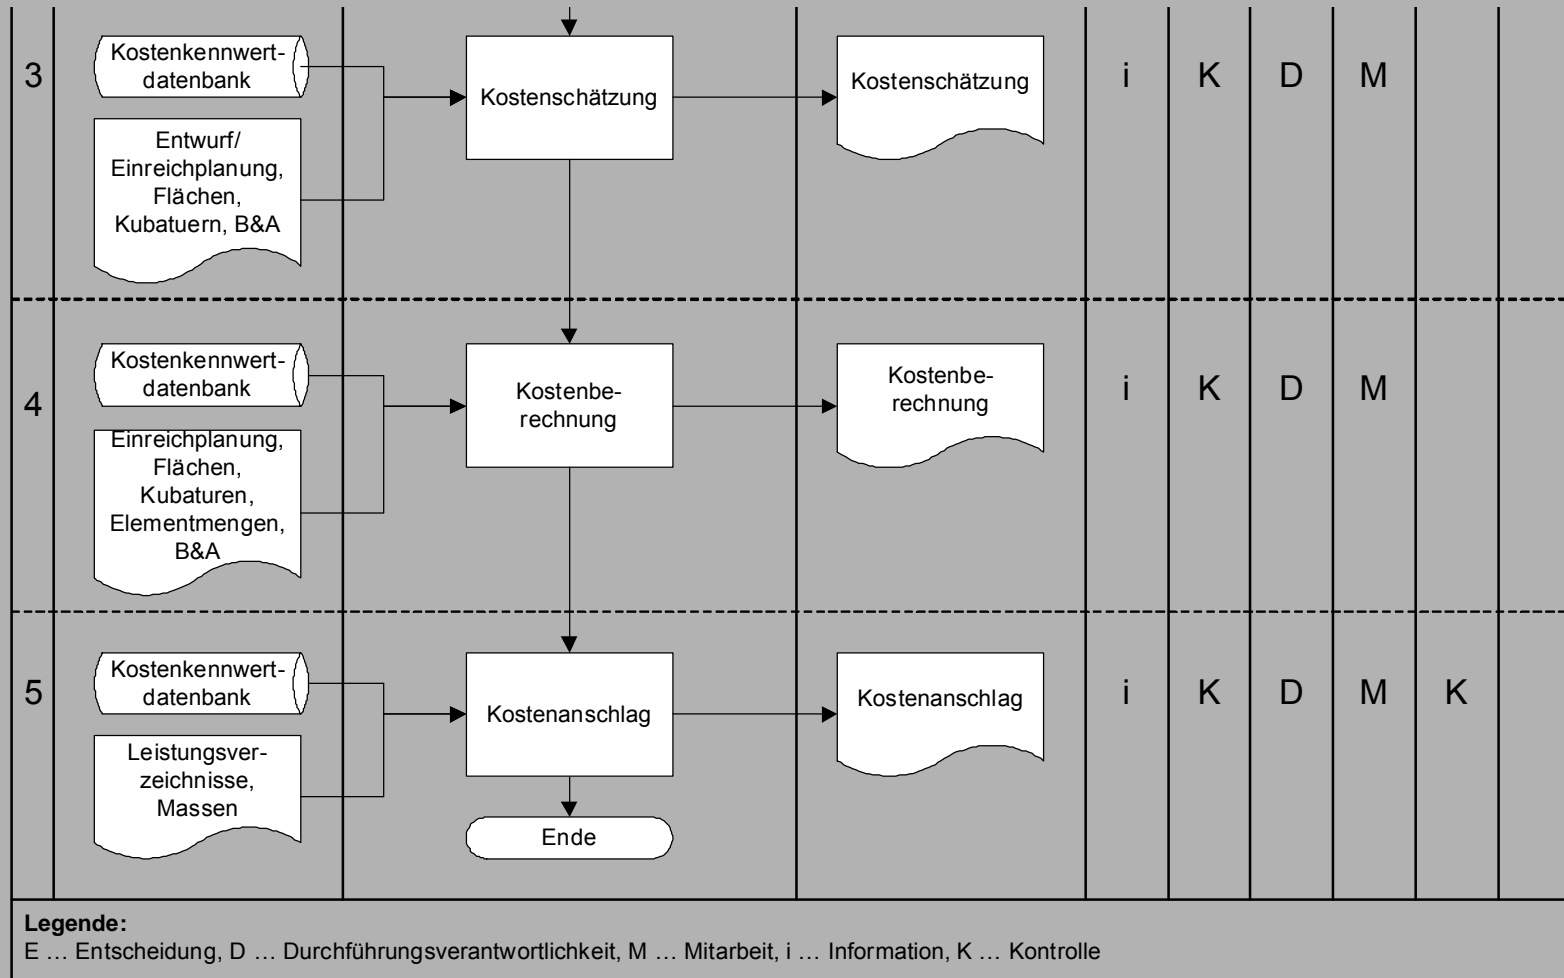 3
Kostenkennwert-
datenbank
Entwurf/
Einreichplanung,
Flächen,
Kubatuern, B&A
Kostenschätzung
Kostenschätzung
i K D M
4
Kostenkennwert-
datenbank
Einreichplanung,
Flächen,
Kubaturen,
Elementmengen,
B&A
Kostenbe-
rechnung
Kostenbe-
rechnung
i K D M
5
Kostenkennwert-
datenbank
Leistungsver-
zeichnisse,
Massen
Kostenanschlag
Kostenanschlag
i K D M K
Ende
Legende:
E … Entscheidung, D … Durchführungsverantwortlichkeit, M … Mitarbeit, i … Information, K … Kontrolle